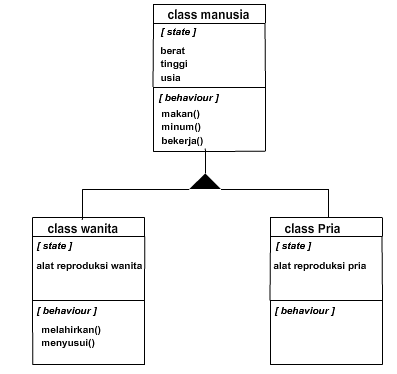 class manusia
[ state ]
berat
tinggi
usia
[ behaviour ]
makan()
minum()
bekerja()
class wanita
[ state ]
alat reproduksi wanita
[ behaviour ]
melahirkan()
menyusui()
class Pria
[ state ]
alat reproduksi pria
[ behaviour ]